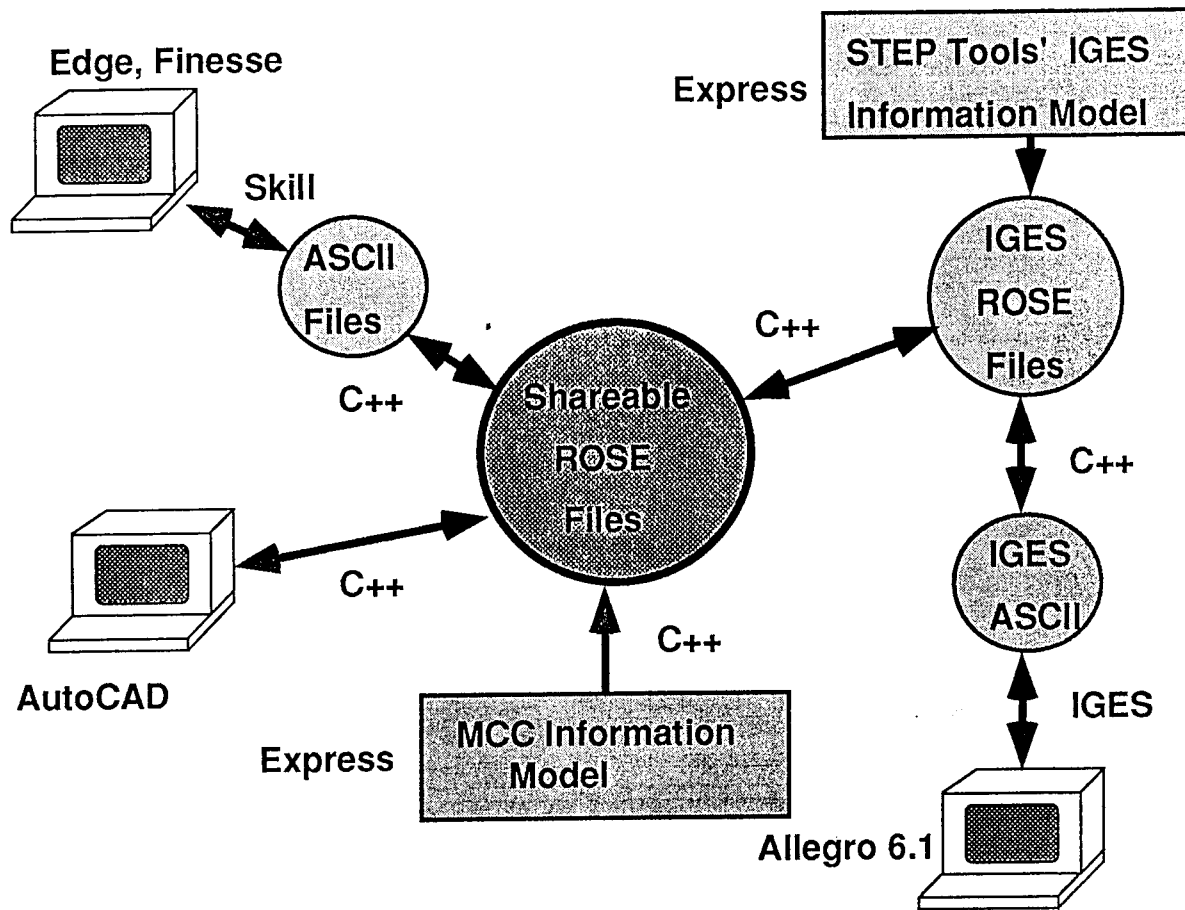 Edge, Finesse
Express
STEP Tools' IGES
Information Model
Skill
ASCII
Files
C++
IGES
ROSE
Files
C++
Shareable
ROSE
Files
C++
C++
IGES
ASCII
AutoCAD
C++
Express
MCC Information
Model
IGES
Allegro 6.1